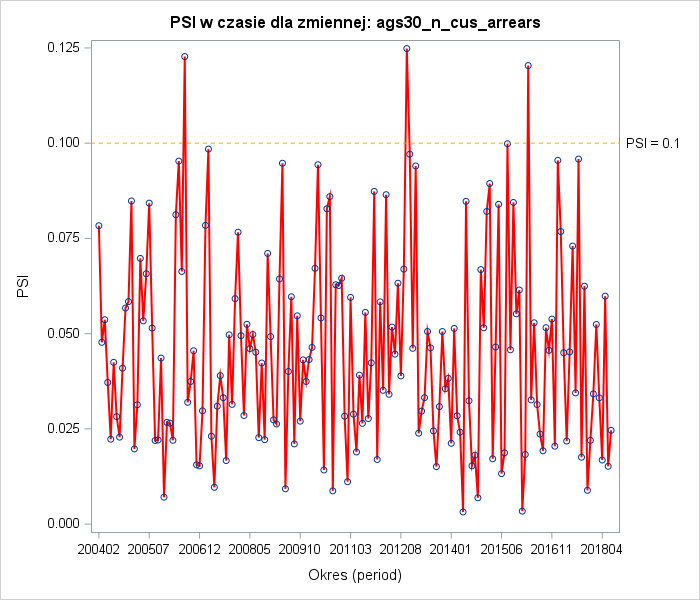 PSI w czasie dla zmiennej: ags30_n_cus_arrears
0.125
0.100
PSI = 0.1
0.075
PSI
0.050
0.025
0.000
200402 200507 200612 200805 200910 201103 201208 201401 201506 201611 201804
Okres (period)